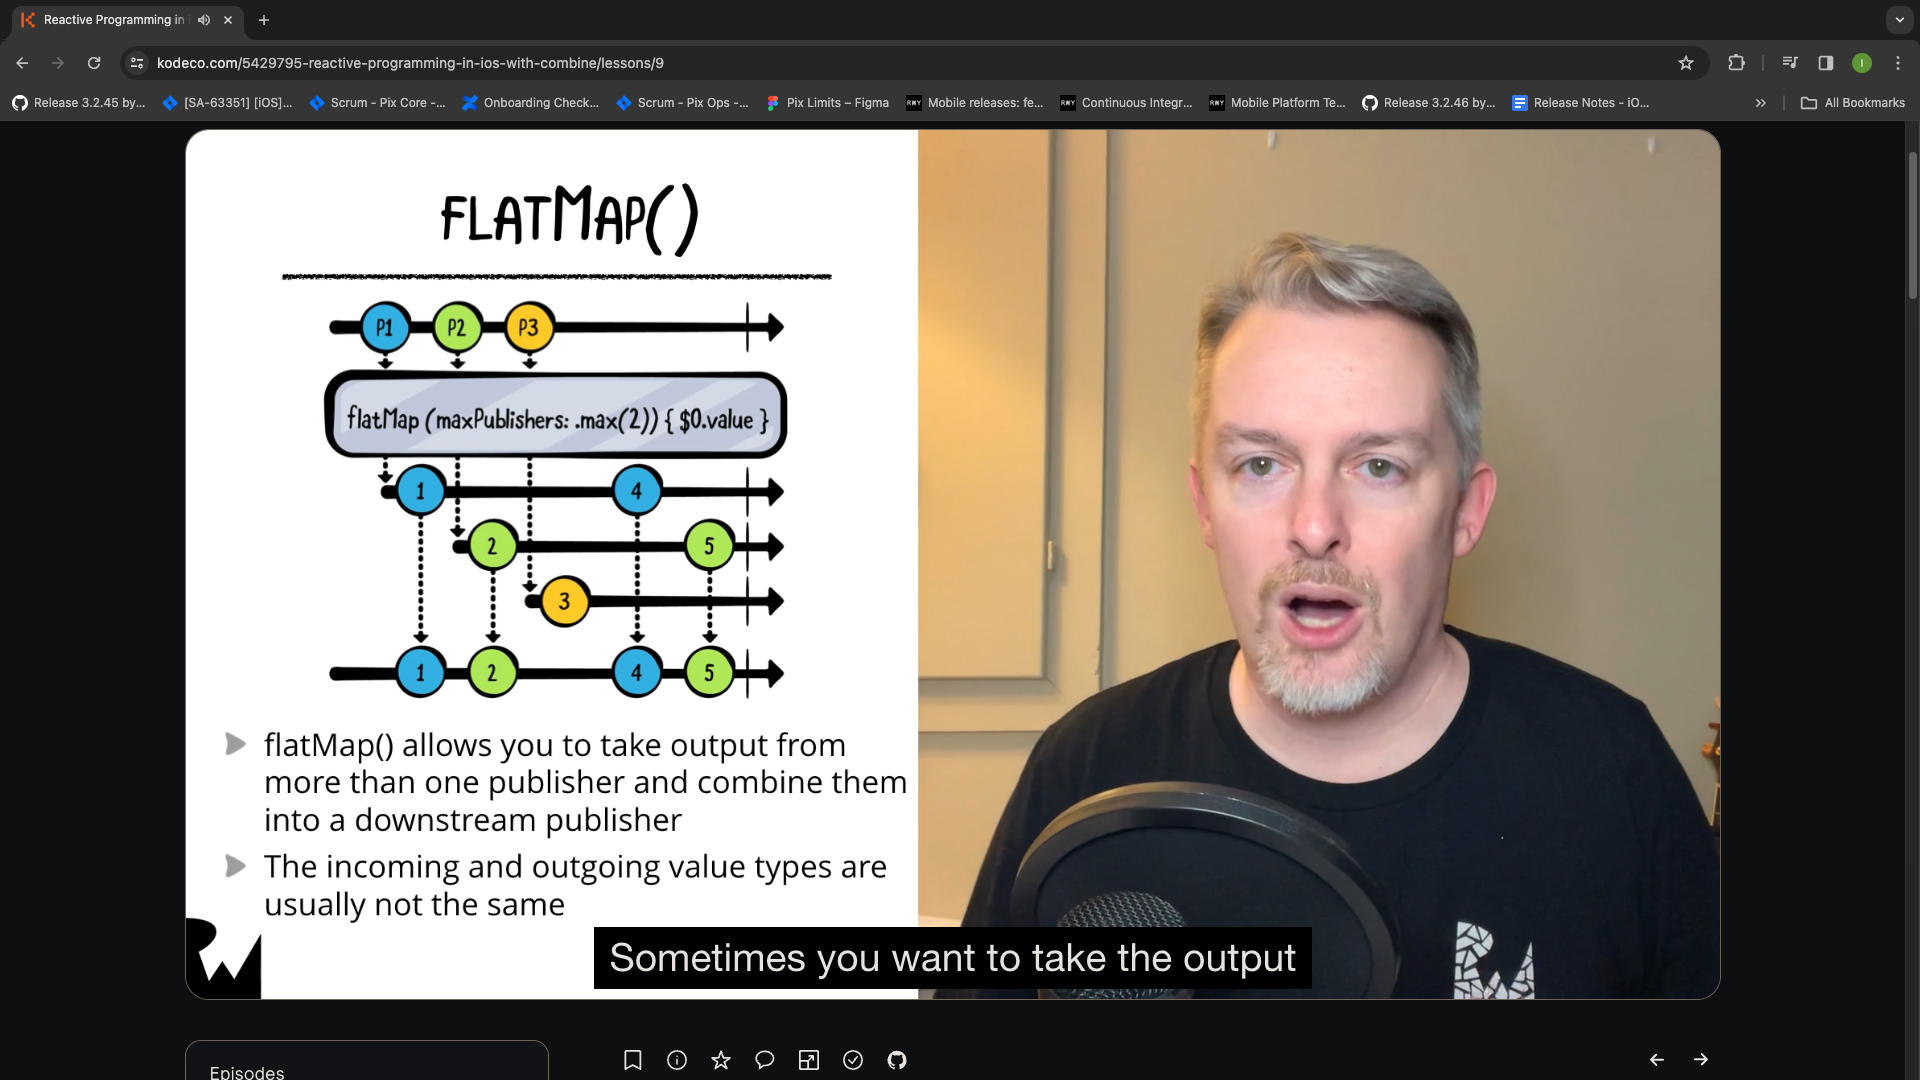 Reactive Programming in i
kodeco.com/5429795-reactive-programming-in-ios-with-combine/lessons/9
I
Release 3.2.45 by...
[SA-63351] [iOS]...
Scrum - Pix Core -...
Onboarding Check...
Scrum - Pix Ops -...
Pix Limits – Figma
RWY
Mobile releases: fe...
RWY
Continuous Integr...
RWY
Mobile Platform Te...
Release 3.2.46 by...
Release Notes - iO...
All Bookmarks
FLATMAP()
P1 P2 P3
flatMap (maxPublishers: .max(2)) { $0.value }
1 4
2 5
3
1 2 4 5
flatMap() allows you to take output from
more than one publisher and combine them
into a downstream publisher
The incoming and outgoing value types are
usually not the same
RW
Sometimes you want to take the output
RW
Episodes